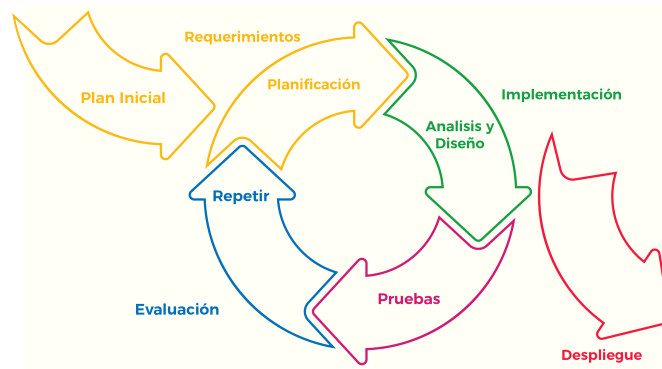 Requerimientos
Plan Inicial
Planificación
Implementación
Analisis y
Diseño
Repetir
Pruebas
Evaluación
Despliegue